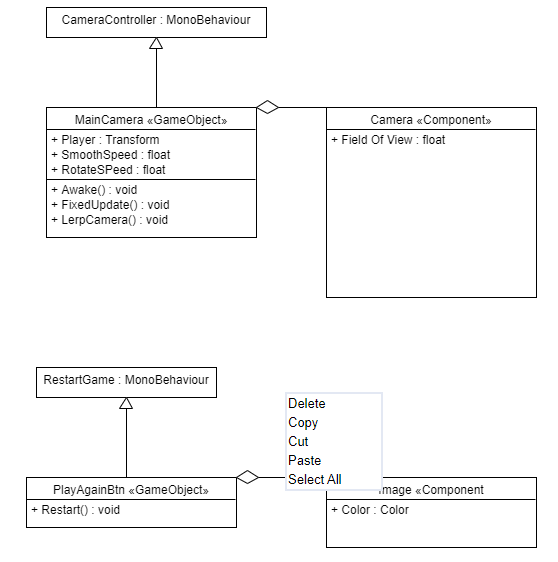 CameraController : MonoBehaviour
MainCamera «GameObject»
+ Player : Transform
+ SmoothSpeed : float
+ RotateSPeed : float
+ Awake() : void
+ FixedUpdate() : void
+ LerpCamera() : void
Camera «Component»
+ Field Of View : float
RestartGame : MonoBehaviour
PlayAgainBtn «GameObject»
+ Restart() : void
Delete
Copy
Cut
Paste
Select All
Image «Component
+ Color : Color